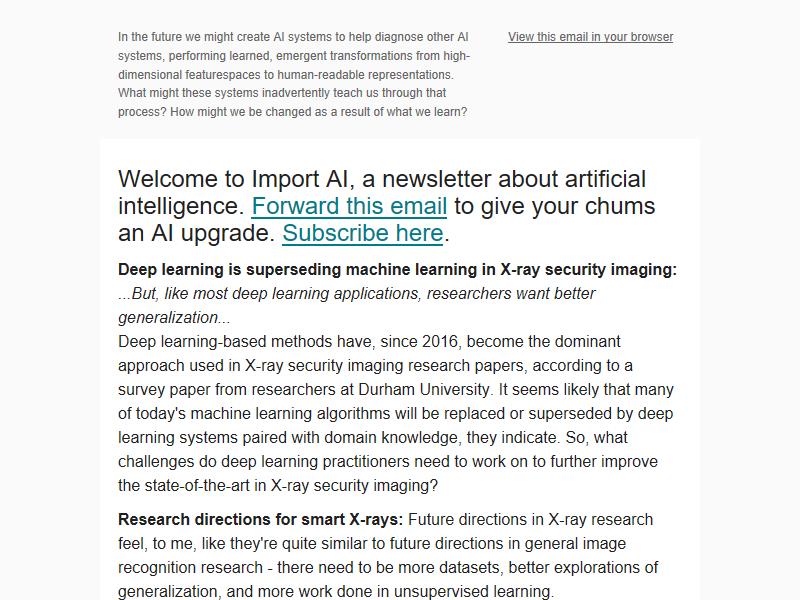 In the future we might create AI systems to help diagnose other AI
systems, performing learned, emergent transformations from high-
dimensional featurespaces to human-readable representations.
What might these systems inadvertently teach us through that
process? How might we be changed as a result of what we learn?
View this email in your browser
Welcome to Import AI, a newsletter about artificial
intelligence. Forward this email to give your chums
an AI upgrade. Subscribe here.
Deep learning is superseding machine learning in X-ray security imaging:
...But, like most deep learning applications, researchers want better
generalization...
Deep learning-based methods have, since 2016, become the dominant
approach used in X-ray security imaging research papers, according to a
survey paper from researchers at Durham University. It seems likely that many
of today's machine learning algorithms will be replaced or superseded by deep
learning systems paired with domain knowledge, they indicate. So, what
challenges do deep learning practitioners need to work on to further improve
the state-of-the-art in X-ray security imaging?
Research directions for smart X-rays: Future directions in X-ray research
feel, to me, like they're quite similar to future directions in general image
recognition research - there need to be more datasets, better explorations of
generalization, and more work done in unsupervised learning.